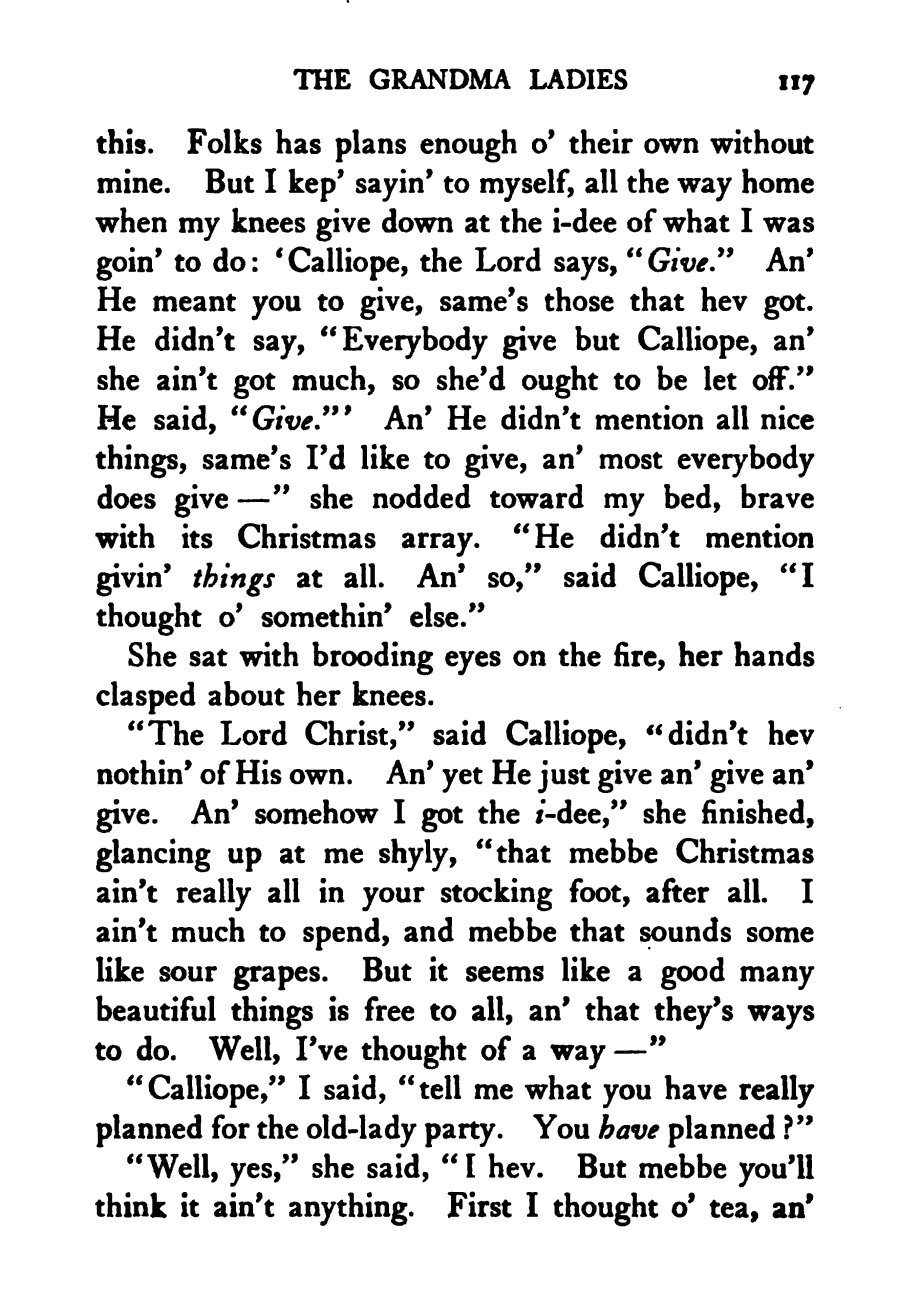 THE GRANDMA LADIES 117
this. Folks has plans enough o' their own without
mine. But I kep' sayin' to myself, all the way home
when my knees give down at the i-dee of what I was
goin' to do: 'Calliope, the Lord says, "Give." An'
He meant you to give, same's those that hev got.
He didn't say, "Everybody give but Calliope, an'
she ain't got much, so she'd ought to be let off."
He said, "Give."' An' He didn't mention all nice
things, same's I'd like to give, an' most everybody
does give —" she nodded toward my bed, brave
with its Christmas array. "He didn't mention
givin' things at all. An' so," said Calliope, "I
thought o' somethin' else."
She sat with brooding eyes on the fire, her hands
clasped about her knees.
"The Lord Christ," said Calliope, "didn't hev
nothin' of His own. An' yet He just give an' give an'
give. An' somehow I got the i-dee," she finished,
glancing up at me shyly, "that mebbe Christmas
ain't really all in your stocking foot, after all. I
ain't much to spend, and mebbe that sounds some
like sour grapes. But it seems like a good many
beautiful things is free to all, an' that they's ways
to do. Well, I've thought of a way —"
"Calliope," I said, "tell me what you have really
planned for the old-lady party. You have planned?"
"Well, yes," she said, "I hev. But mebbe you'll
think it ain't anything. First I thought o' tea, an'